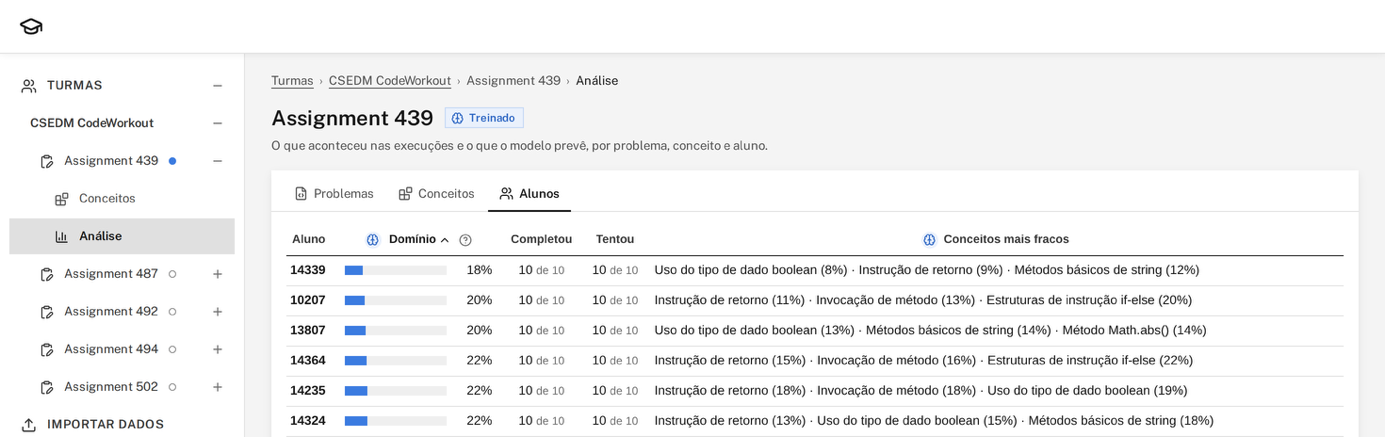 TURMAS
CSEDM CodeWorkout
Assignment 439
Conceitos
Análise
Assignment 487
Assignment 492
Assignment 494
Assignment 502
IMPORTAR DADOS
Turmas › CSEDM CodeWorkout › Assignment 439 › Análise
Assignment 439 Treinado
O que aconteceu nas execuções e o que o modelo prevê, por problema, conceito e aluno.
Problemas Conceitos Alunos
Aluno Domínio Completou Tentou Conceitos mais fracos
14339 18% 10 de 10 10 de 10 Uso do tipo de dado boolean (8%) · Instrução de retorno (9%) · Métodos básicos de string (12%)
10207 20% 10 de 10 10 de 10 Instrução de retorno (11%) · Invocação de método (13%) · Estruturas de instrução if-else (20%)
13807 20% 10 de 10 10 de 10 Uso do tipo de dado boolean (13%) · Métodos básicos de string (14%) · Método Math.abs() (14%)
14364 22% 10 de 10 10 de 10 Instrução de retorno (15%) · Invocação de método (16%) · Estruturas de instrução if-else (22%)
14235 22% 10 de 10 10 de 10 Instrução de retorno (18%) · Invocação de método (18%) · Uso do tipo de dado boolean (19%)
14324 22% 10 de 10 10 de 10 Instrução de retorno (13%) · Uso do tipo de dado boolean (15%) · Métodos básicos de string (18%)